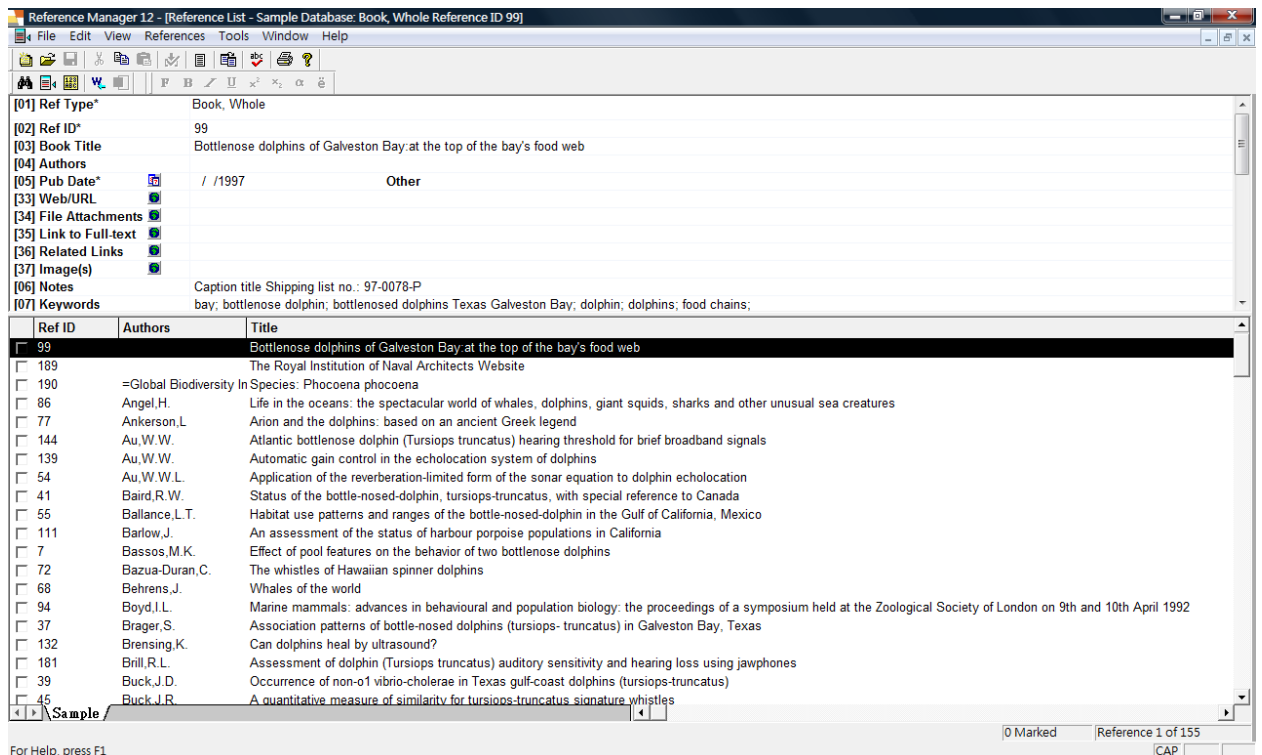 Reference Manager 12 - [Reference List - Sample Database: Book, Whole Reference ID 99]
File Edit View References Tools Window Help
F B I U x² x₂ α ë
[01] Ref Type* Book, Whole
[02] Ref ID* 99
[03] Book Title Bottlenose dolphins of Galveston Bay:at the top of the bay's food web
[04] Authors
[05] Pub Date* / /1997 Other
[33] Web/URL
[34] File Attachments
[35] Link to Full-text
[36] Related Links
[37] Image(s)
[06] Notes Caption title Shipping list no.: 97-0078-P
[07] Keywords bay; bottlenose dolphin; bottlenosed dolphins Texas Galveston Bay; dolphin; dolphins; food chains;
Ref ID Authors Title
99 Bottlenose dolphins of Galveston Bay:at the top of the bay's food web
189 The Royal Institution of Naval Architects Website
190 =Global Biodiversity In Species: Phocoena phocoena
86 Angel,H. Life in the oceans: the spectacular world of whales, dolphins, giant squids, sharks and other unusual sea creatures
77 Ankerson,L Arion and the dolphins: based on an ancient Greek legend
144 Au,W.W. Atlantic bottlenose dolphin (Tursiops truncatus) hearing threshold for brief broadband signals
139 Au,W.W. Automatic gain control in the echolocation system of dolphins
54 Au,W.W.L. Application of the reverberation-limited form of the sonar equation to dolphin echolocation
41 Baird,R.W. Status of the bottle-nosed-dolphin, tursiops-truncatus, with special reference to Canada
55 Ballance,L.T. Habitat use patterns and ranges of the bottle-nosed-dolphin in the Gulf of California, Mexico
111 Barlow,J. An assessment of the status of harbour porpoise populations in California
7 Bassos,M.K. Effect of pool features on the behavior of two bottlenose dolphins
72 Bazua-Duran,C. The whistles of Hawaiian spinner dolphins
68 Behrens,J. Whales of the world
94 Boyd,I.L. Marine mammals: advances in behavioural and population biology: the proceedings of a symposium held at the Zoological Society of London on 9th and 10th April 1992
37 Brager,S. Association patterns of bottle-nosed dolphins (tursiops- truncatus) in Galveston Bay, Texas
132 Brensing,K. Can dolphins heal by ultrasound?
181 Brill,R.L. Assessment of dolphin (Tursiops truncatus) auditory sensitivity and hearing loss using jawphones
39 Buck,J.D. Occurrence of non-o1 vibrio-cholerae in Texas gulf-coast dolphins (tursiops-truncatus)
45 Buck,J.R. A quantitative measure of similarity for tursiops-truncatus signature whistles
Sample
0 Marked Reference 1 of 155
For Help, press F1 CAP